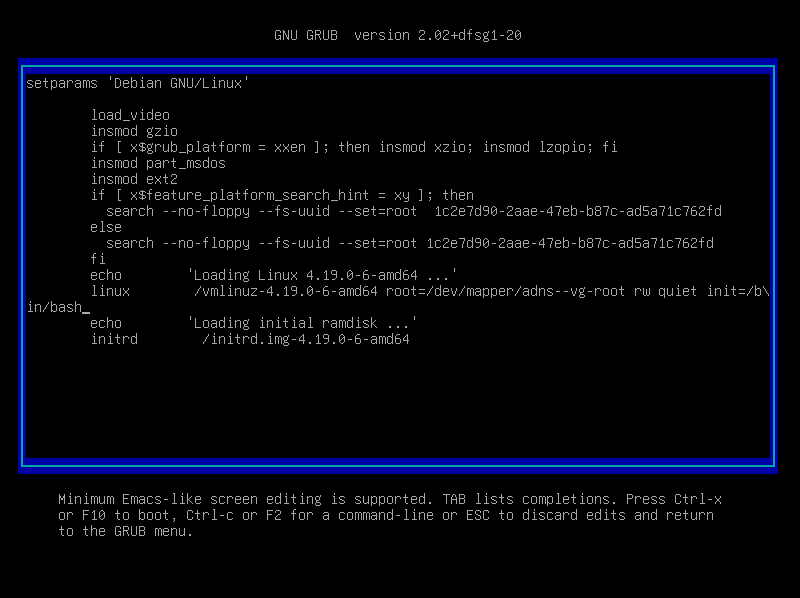 GNU GRUB  version 2.02+dfsg1-20
setparams 'Debian GNU/Linux'
load_video
insmod gzio
if [ x$grub_platform = xxen ]; then insmod xzio; insmod lzopio; fi
insmod part_msdos
insmod ext2
if [ x$feature_platform_search_hint = xy ]; then
search --no-floppy --fs-uuid --set=root  1c2e7d90-2aae-47eb-b87c-ad5a71c762fd
else
search --no-floppy --fs-uuid --set=root 1c2e7d90-2aae-47eb-b87c-ad5a71c762fd
fi
echo        'Loading Linux 4.19.0-6-amd64 ...'
linux        /vmlinuz-4.19.0-6-amd64 root=/dev/mapper/adns--vg-root rw quiet init=/b\
in/bash_
echo        'Loading initial ramdisk ...'
initrd        /initrd.img-4.19.0-6-amd64
Minimum Emacs-like screen editing is supported. TAB lists completions. Press Ctrl-x
or F10 to boot, Ctrl-c or F2 for a command-line or ESC to discard edits and return
to the GRUB menu.